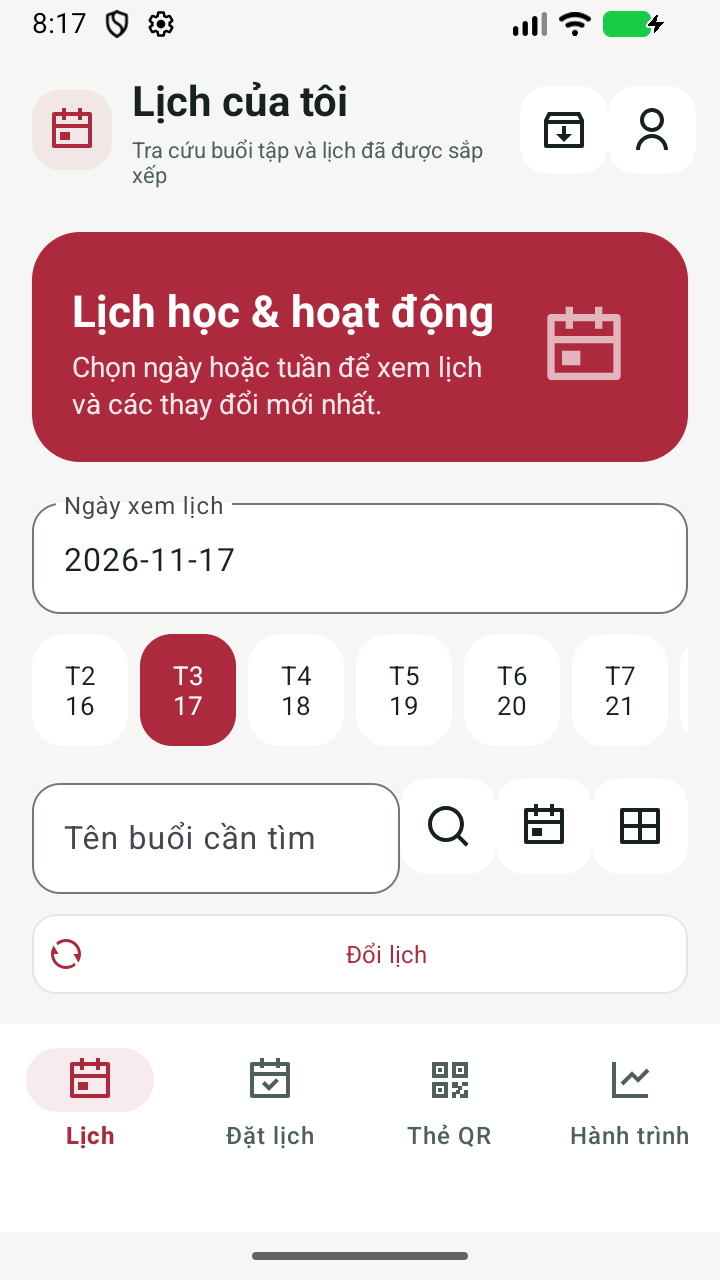 8:17
Lịch của tôi
Tra cứu buổi tập và lịch đã được sắp
xếp
Lịch học & hoạt động
Chọn ngày hoặc tuần để xem lịch
và các thay đổi mới nhất.
Ngày xem lịch
2026-11-17
T2 T3 T4 T5 T6 T7
16 17 18 19 20 21
Tên buổi cần tìm
Đổi lịch
Lịch Đặt lịch Thẻ QR Hành trình